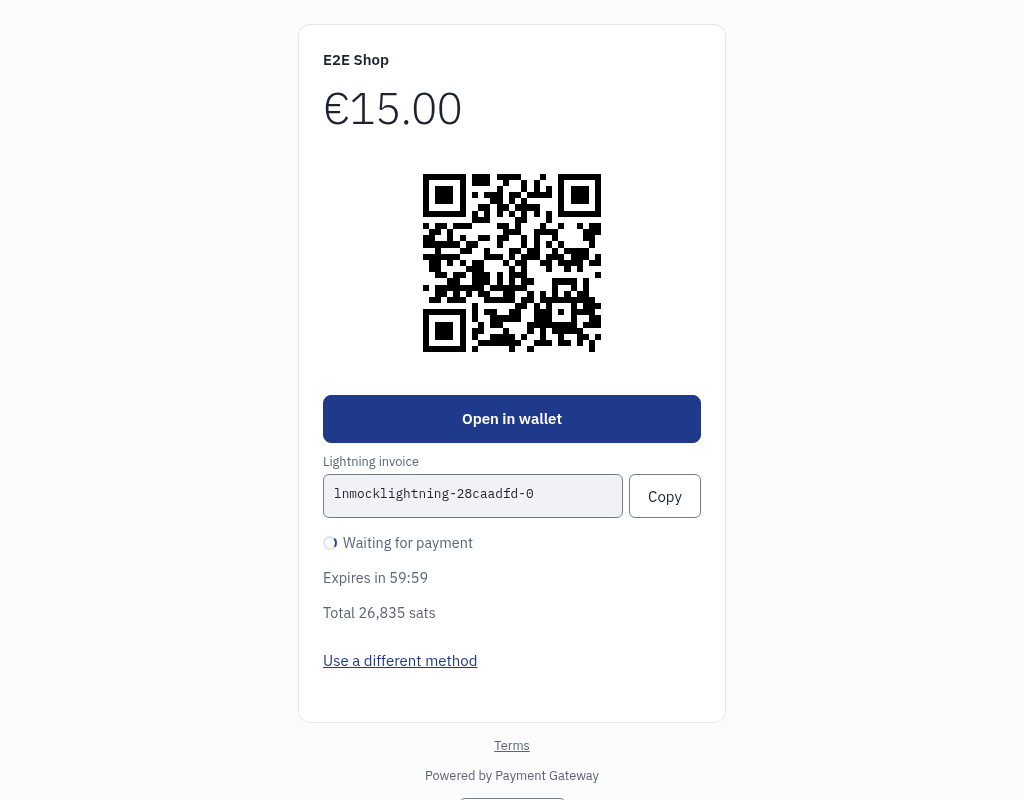 E2E Shop
€15.00
Open in wallet
Lightning invoice
lnmocklightning-28caadfd-0
Copy
Waiting for payment
Expires in 59:59
Total 26,835 sats
Use a different method
Terms
Powered by Payment Gateway